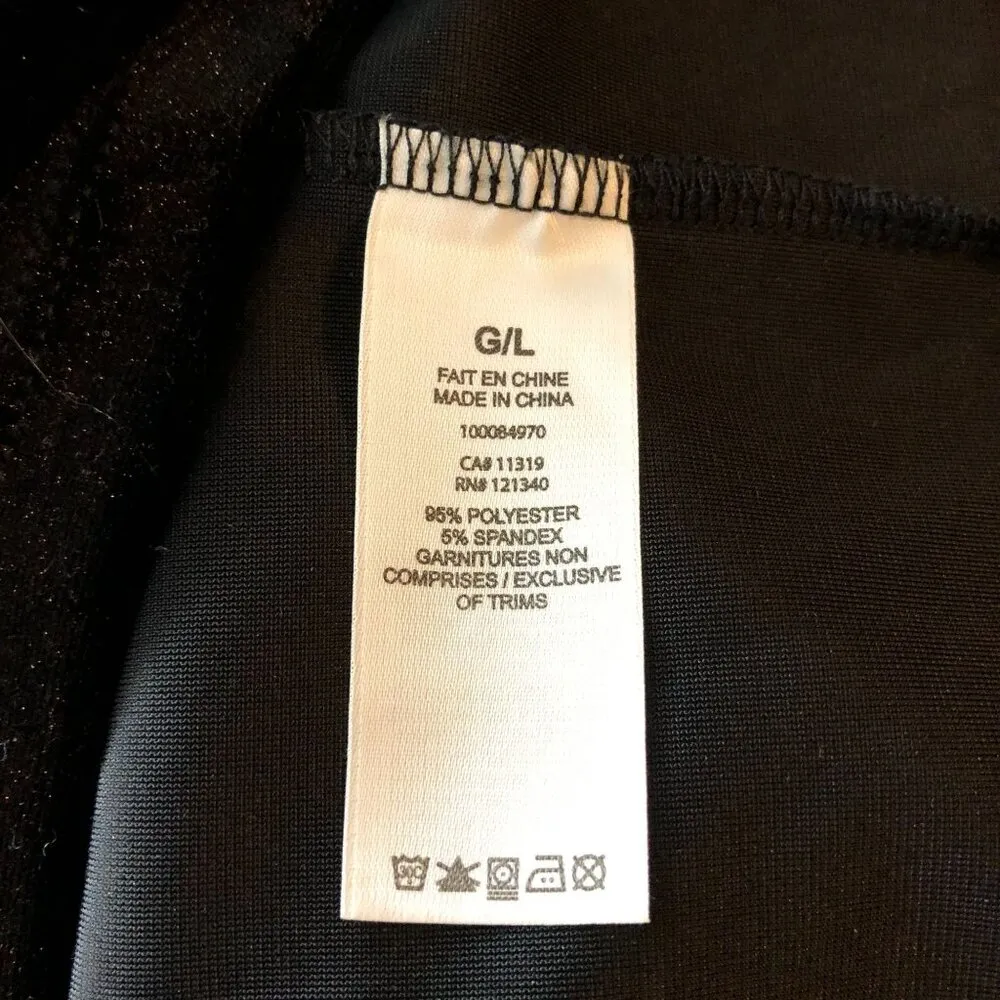 G/L
FAIT EN CHINE
MADE IN CHINA
100084970
CA# 11319
RN# 121340
95% POLYESTER
5% SPANDEX
GARNITURES NON
COMPRISES / EXCLUSIVE
OF TRIMS